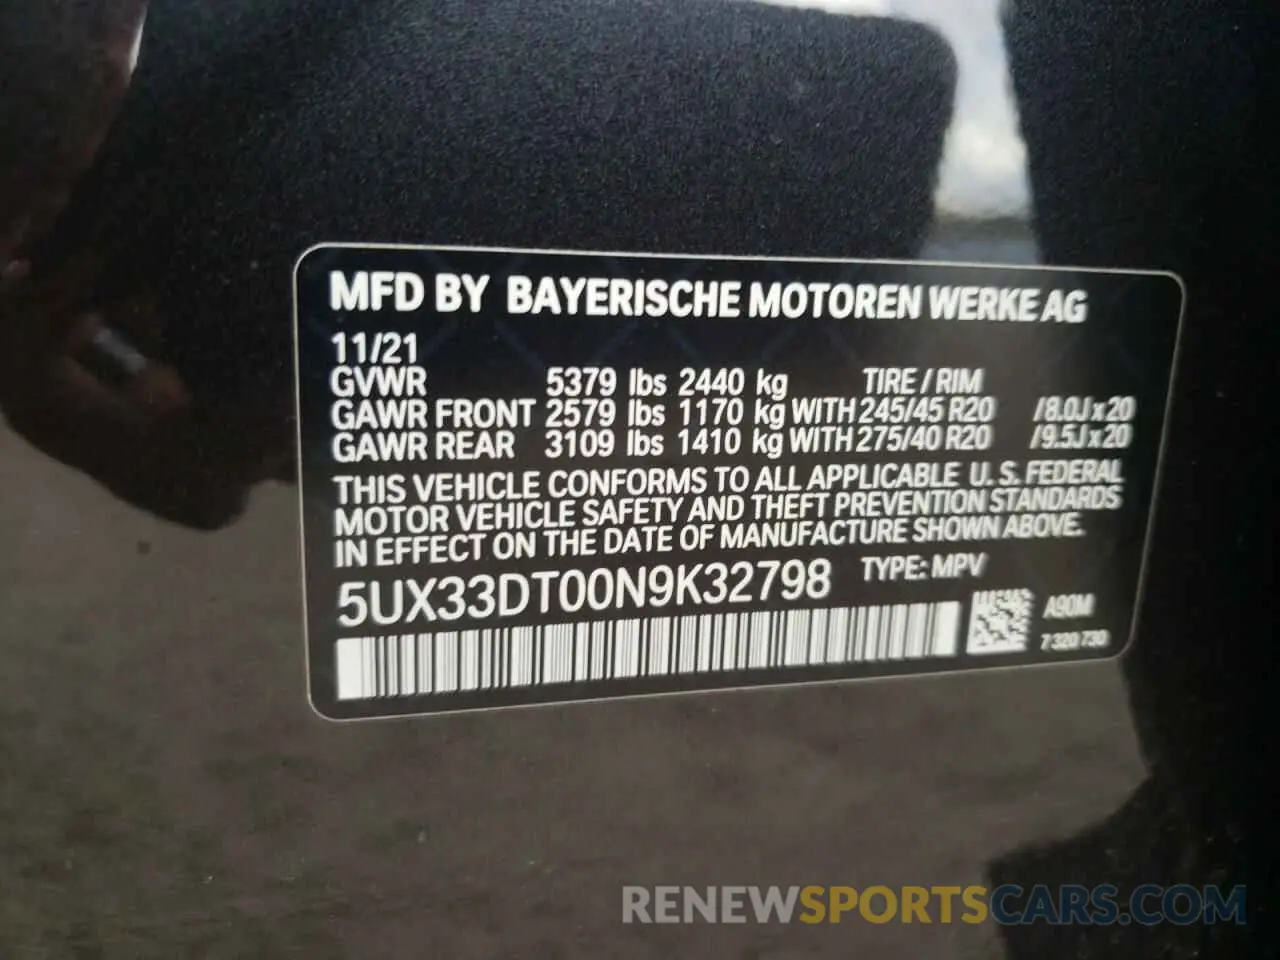 MFD BY BAYERISCHE MOTOREN WERKE AG
11/21
GVWR 5379 lbs 2440 kg TIRE / RIM
GAWR FRONT 2579 lbs 1170 kg WITH 245/45 R20 /8.0J x 20
GAWR REAR 3109 lbs 1410 kg WITH 275/40 R20 /9.5J x 20
THIS VEHICLE CONFORMS TO ALL APPLICABLE U. S. FEDERAL
MOTOR VEHICLE SAFETY AND THEFT PREVENTION STANDARDS
IN EFFECT ON THE DATE OF MANUFACTURE SHOWN ABOVE.
5UX33DT00N9K32798 TYPE: MPV
A90M
7 320 730
RENEWSPORTSCARS.COM